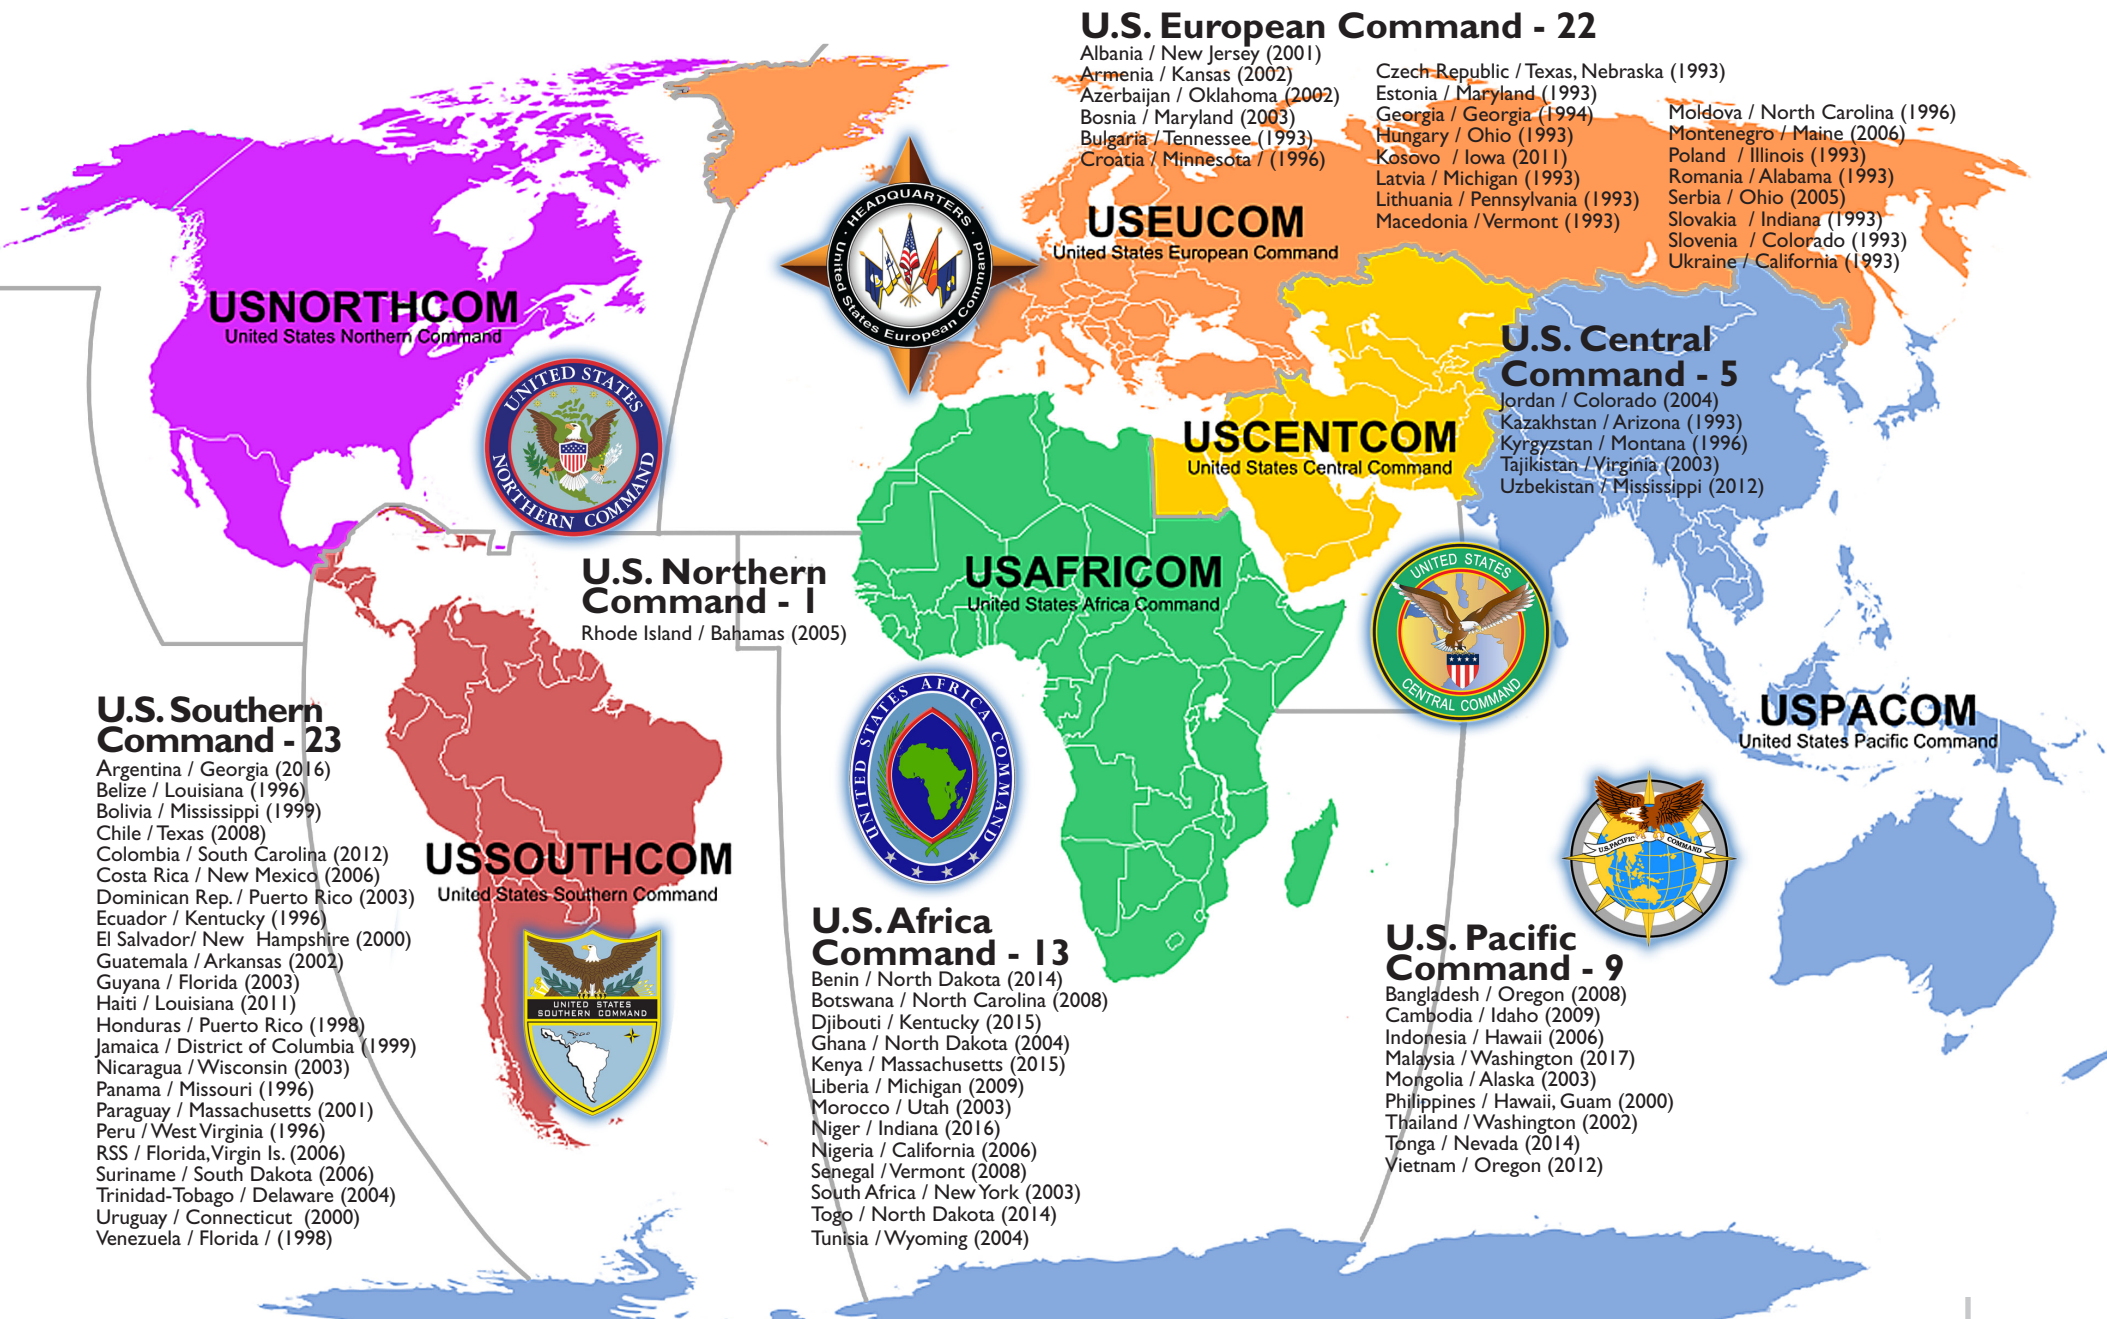 U.S. European Command - 22
Albania / New Jersey (2001)
Armenia / Kansas (2002)
Azerbaijan / Oklahoma (2002)
Bosnia / Maryland (2003)
Bulgaria / Tennessee (1993)
Croatia / Minnesota / (1996)
Czech Republic / Texas, Nebraska (1993)
Estonia / Maryland (1993)
Georgia / Georgia (1994)
Hungary / Ohio (1993)
Kosovo / Iowa (2011)
Latvia / Michigan (1993)
Lithuania / Pennsylvania (1993)
Macedonia / Vermont (1993)
Moldova / North Carolina (1996)
Montenegro / Maine (2006)
Poland / Illinois (1993)
Romania / Alabama (1993)
Serbia / Ohio (2005)
Slovakia / Indiana (1993)
Slovenia / Colorado (1993)
Ukraine / California (1993)
USEUCOM
United States European Command
HEADQUARTERS
United States European Command
USNORTHCOM
United States Northern Command
UNITED STATES
NORTHERN COMMAND
U.S. Central
Command - 5
Jordan / Colorado (2004)
Kazakhstan / Arizona (1993)
Kyrgyzstan / Montana (1996)
Tajikistan / Virginia (2003)
Uzbekistan / Mississippi (2012)
USCENTCOM
United States Central Command
UNITED STATES
CENTRAL COMMAND
U.S. Northern
Command - 1
Rhode Island / Bahamas (2005)
USAFRICOM
United States Africa Command
UNITED STATES AFRICA COMMAND
USPACOM
United States Pacific Command
U.S. PACIFIC COMMAND
U.S. Southern
Command - 23
Argentina / Georgia (2016)
Belize / Louisiana (1996)
Bolivia / Mississippi (1999)
Chile / Texas (2008)
Colombia / South Carolina (2012)
Costa Rica / New Mexico (2006)
Dominican Rep. / Puerto Rico (2003)
Ecuador / Kentucky (1996)
El Salvador/ New Hampshire (2000)
Guatemala / Arkansas (2002)
Guyana / Florida (2003)
Haiti / Louisiana (2011)
Honduras / Puerto Rico (1998)
Jamaica / District of Columbia (1999)
Nicaragua / Wisconsin (2003)
Panama / Missouri (1996)
Paraguay / Massachusetts (2001)
Peru / West Virginia (1996)
RSS / Florida, Virgin Is. (2006)
Suriname / South Dakota (2006)
Trinidad-Tobago / Delaware (2004)
Uruguay / Connecticut (2000)
Venezuela / Florida / (1998)
USSOUTHCOM
United States Southern Command
UNITED STATES
SOUTHERN COMMAND
U.S. Africa
Command - 13
Benin / North Dakota (2014)
Botswana / North Carolina (2008)
Djibouti / Kentucky (2015)
Ghana / North Dakota (2004)
Kenya / Massachusetts (2015)
Liberia / Michigan (2009)
Morocco / Utah (2003)
Niger / Indiana (2016)
Nigeria / California (2006)
Senegal / Vermont (2008)
South Africa / New York (2003)
Togo / North Dakota (2014)
Tunisia / Wyoming (2004)
U.S. Pacific
Command - 9
Bangladesh / Oregon (2008)
Cambodia / Idaho (2009)
Indonesia / Hawaii (2006)
Malaysia / Washington (2017)
Mongolia / Alaska (2003)
Philippines / Hawaii, Guam (2000)
Thailand / Washington (2002)
Tonga / Nevada (2014)
Vietnam / Oregon (2012)